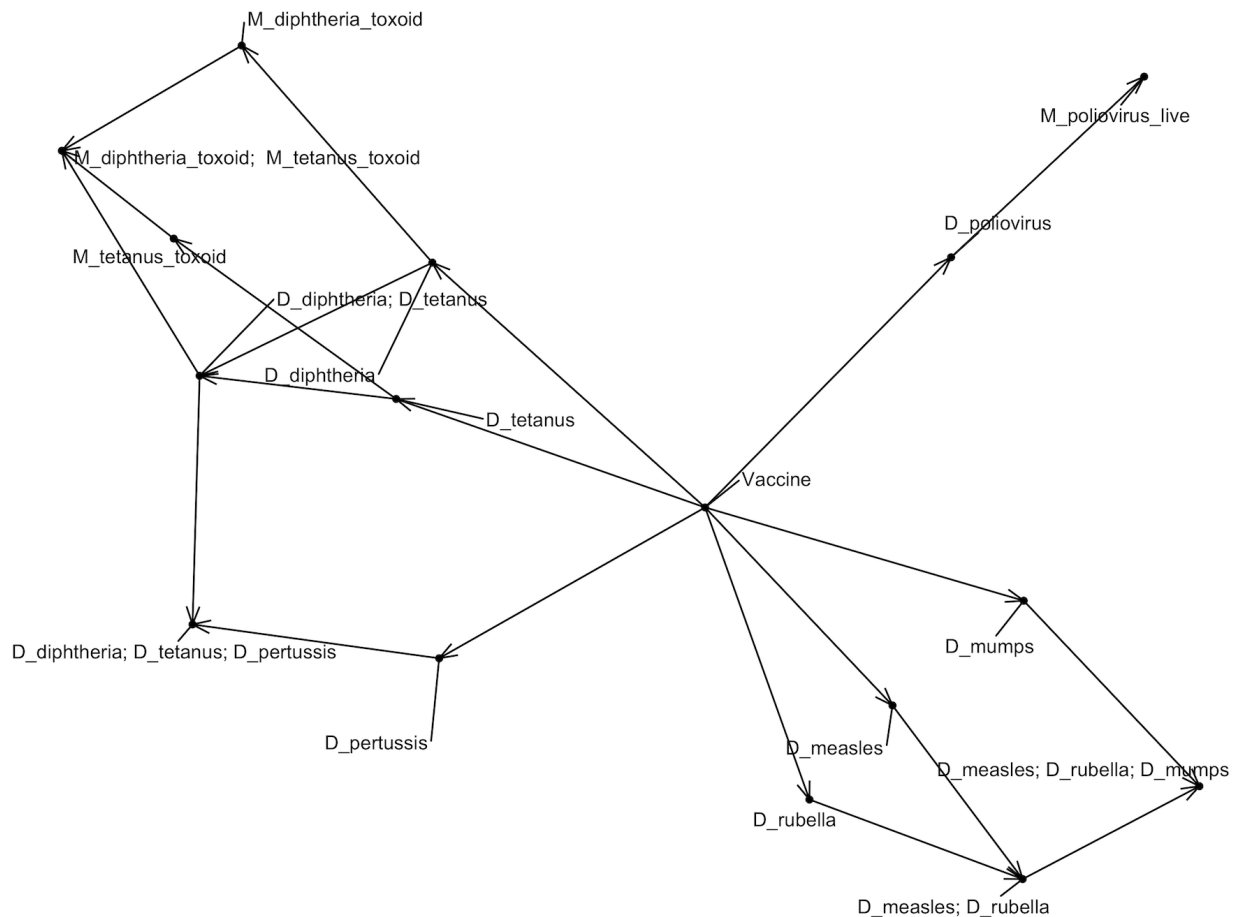 M_diphtheria_toxoid
M_poliovirus_live
M_diphtheria_toxoid;  M_tetanus_toxoid
D_poliovirus
M_tetanus_toxoid
D_diphtheria; D_tetanus
D_diphtheria
D_tetanus
Vaccine
D_diphtheria; D_tetanus; D_pertussis
D_mumps
D_pertussis
D_measles
D_measles; D_rubella; D_mumps
D_rubella
D_measles; D_rubella